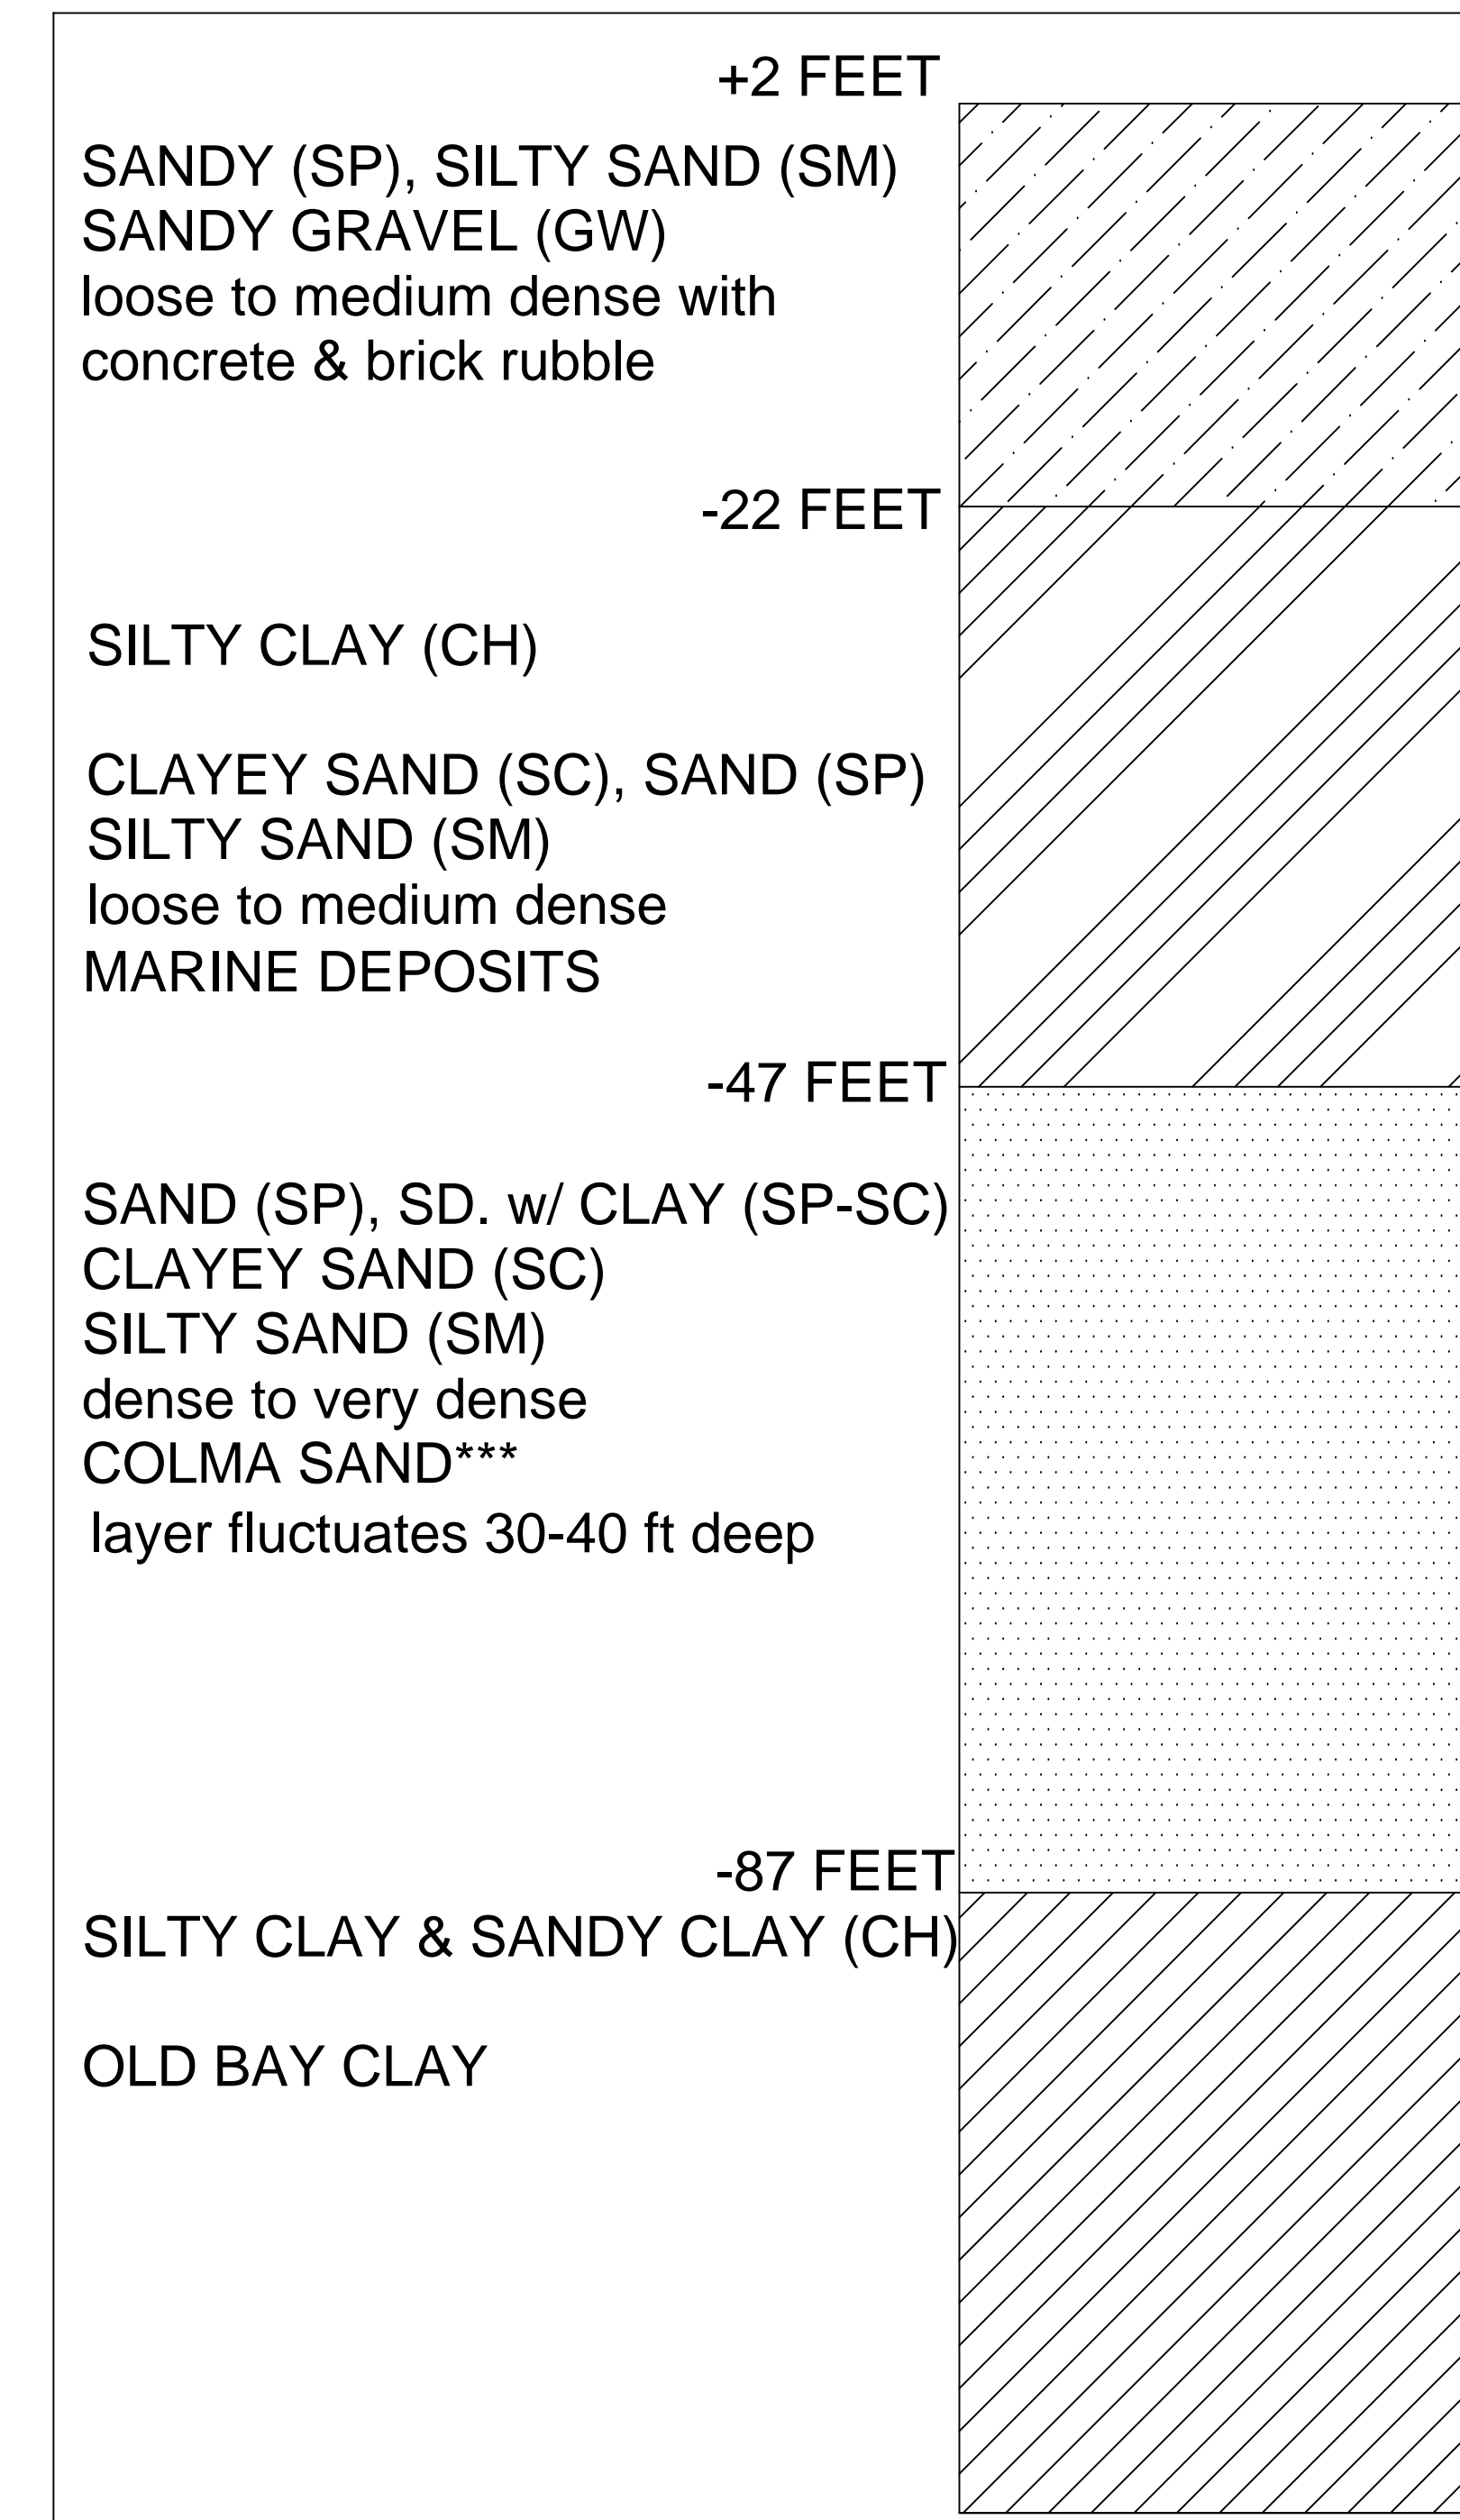 +2 FEET
SANDY (SP), SILTY SAND (SM)
SANDY GRAVEL (GW)
loose to medium dense with
concrete & brick rubble
-22 FEET
SILTY CLAY (CH)
CLAYEY SAND (SC), SAND (SP)
SILTY SAND (SM)
loose to medium dense
MARINE DEPOSITS
-47 FEET
SAND (SP), SD. w/ CLAY (SP-SC)
CLAYEY SAND (SC)
SILTY SAND (SM)
dense to very dense
COLMA SAND***
layer fluctuates 30-40 ft deep
-87 FEET
SILTY CLAY & SANDY CLAY (CH)
OLD BAY CLAY